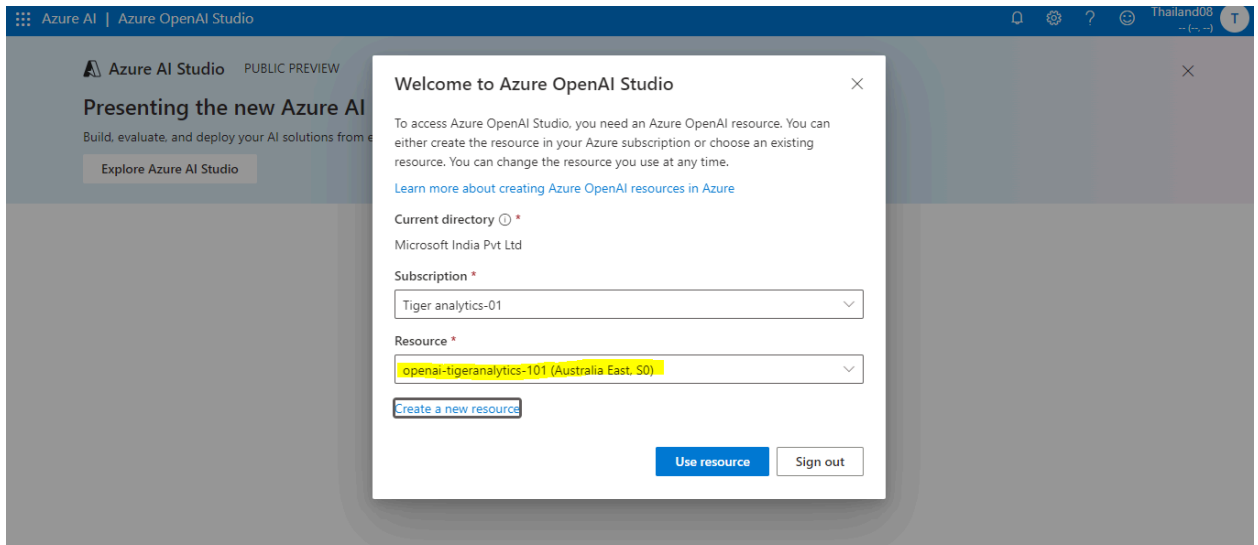 Azure AI | Azure OpenAI Studio
Thailand08
-- (--, --)
T
Azure AI Studio PUBLIC PREVIEW
Presenting the new Azure AI
Build, evaluate, and deploy your AI solutions from e
Explore Azure AI Studio
Welcome to Azure OpenAI Studio
To access Azure OpenAI Studio, you need an Azure OpenAI resource. You can
either create the resource in your Azure subscription or choose an existing
resource. You can change the resource you use at any time.
Learn more about creating Azure OpenAI resources in Azure
Current directory *
Microsoft India Pvt Ltd
Subscription *
Tiger analytics-01
Resource *
openai-tigeranalytics-101 (Australia East, S0)
Create a new resource
Use resource Sign out